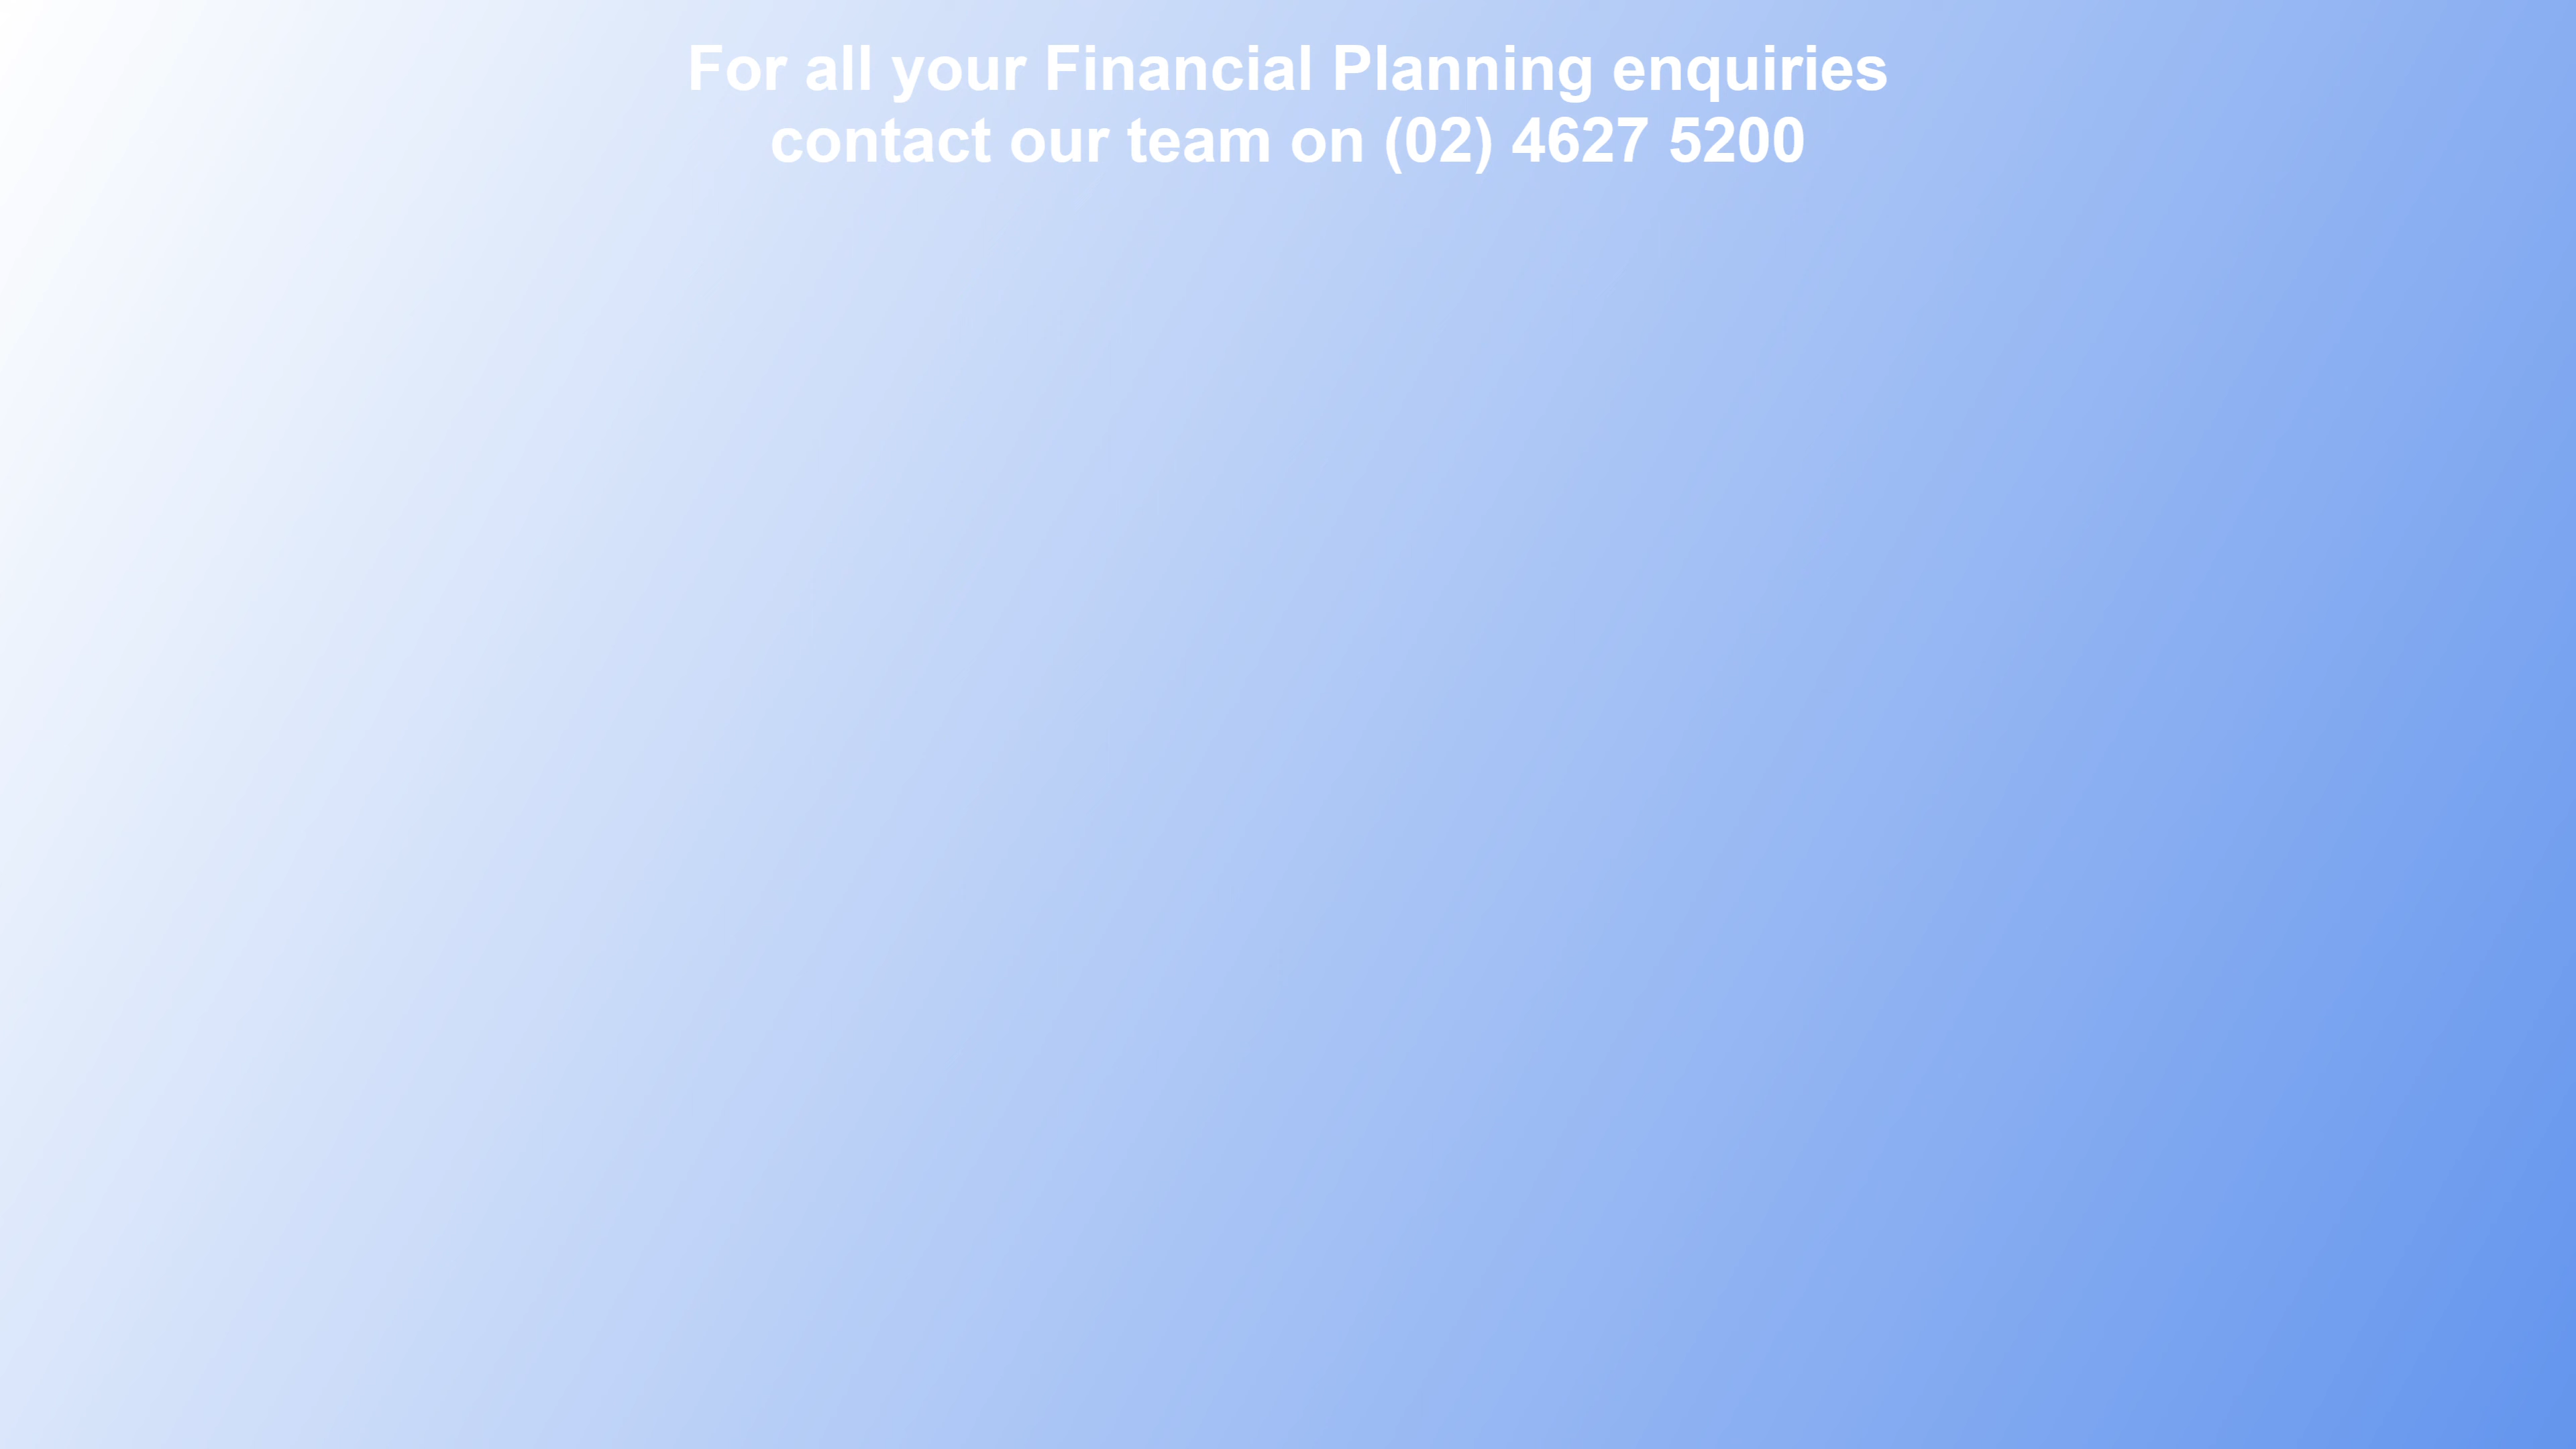 For all your Financial Planning enquiries
contact our team on (02) 4627 5200